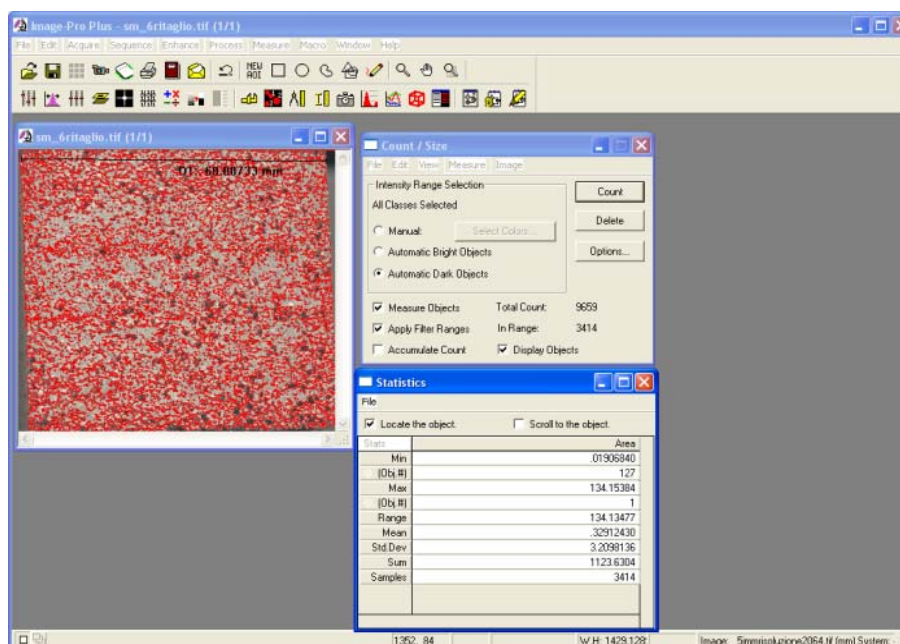 Image-Pro Plus - sm_6ritaglio.tif (1/1)
File Edit Acquire Sequence Enhance Process Measure Macro Window Help
NEW AOI
sm_6ritaglio.tif (1/1)
Count / Size
File Edit View Measure Image
Intensity Range Selection
All Classes Selected
Manual: Select Colors...
Automatic Bright Objects
Automatic Dark Objects
Count
Delete
Options...
Measure Objects Total Count: 9659
Apply Filter Ranges In Range: 3414
Accumulate Count Display Objects
Statistics
File
Locate the object. Scroll to the object.
Stats Area
Min .01906840
(Obj.#) 127
Max 134.15384
(Obj.#) 1
Range 134.13477
Mean .32912430
Std.Dev 3.2098136
Sum 1123.6304
Samples 3414
1352, 84